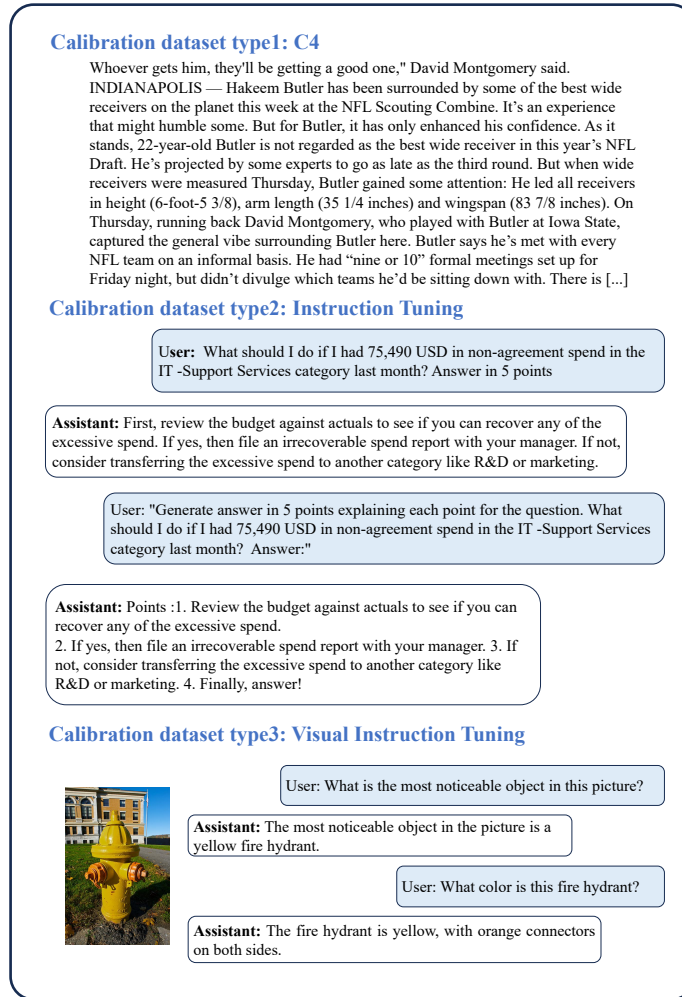 Calibration dataset type1: C4
Whoever gets him, they'll be getting a good one," David Montgomery said.
INDIANAPOLIS — Hakeem Butler has been surrounded by some of the best wide
receivers on the planet this week at the NFL Scouting Combine. It’s an experience
that might humble some. But for Butler, it has only enhanced his confidence. As it
stands, 22-year-old Butler is not regarded as the best wide receiver in this year’s NFL
Draft. He’s projected by some experts to go as late as the third round. But when wide
receivers were measured Thursday, Butler gained some attention: He led all receivers
in height (6-foot-5 3/8), arm length (35 1/4 inches) and wingspan (83 7/8 inches). On
Thursday, running back David Montgomery, who played with Butler at Iowa State,
captured the general vibe surrounding Butler here. Butler says he’s met with every
NFL team on an informal basis. He had “nine or 10” formal meetings set up for
Friday night, but didn’t divulge which teams he’d be sitting down with. There is [...]
Calibration dataset type2: Instruction Tuning
User:  What should I do if I had 75,490 USD in non-agreement spend in the
IT -Support Services category last month? Answer in 5 points
Assistant: First, review the budget against actuals to see if you can recover any of the
excessive spend. If yes, then file an irrecoverable spend report with your manager. If not,
consider transferring the excessive spend to another category like R&D or marketing.
User: "Generate answer in 5 points explaining each point for the question. What
should I do if I had 75,490 USD in non-agreement spend in the IT -Support Services
category last month?  Answer:"
Assistant: Points :1. Review the budget against actuals to see if you can
recover any of the excessive spend.
2. If yes, then file an irrecoverable spend report with your manager. 3. If
not, consider transferring the excessive spend to another category like
R&D or marketing. 4. Finally, answer!
Calibration dataset type3: Visual Instruction Tuning
User: What is the most noticeable object in this picture?
Assistant: The most noticeable object in the picture is a
yellow fire hydrant.
User: What color is this fire hydrant?
Assistant: The fire hydrant is yellow, with orange connectors
on both sides.